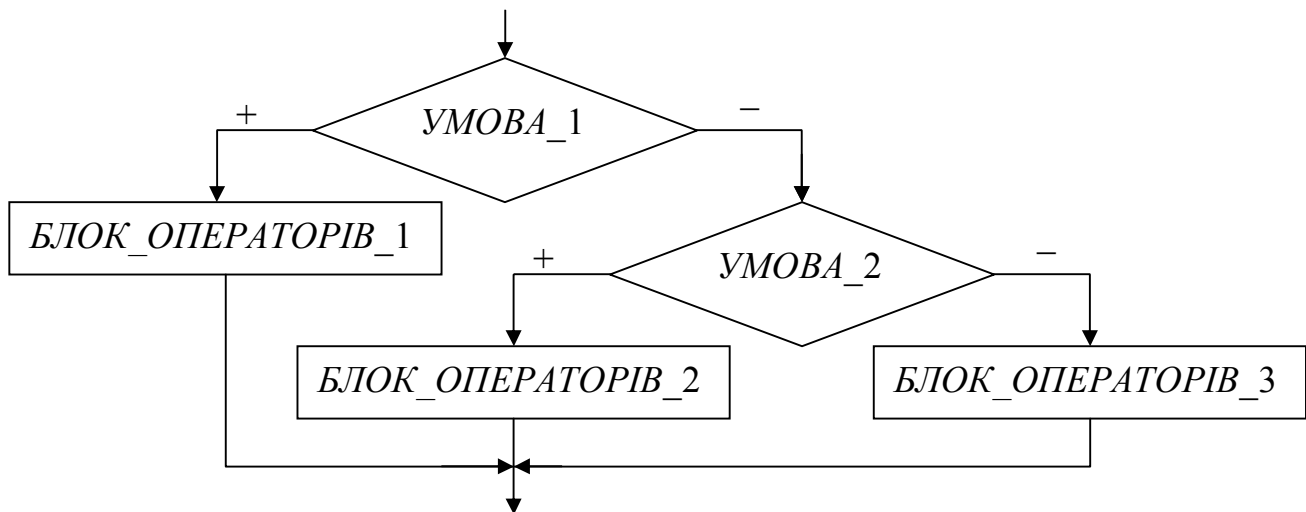 + –
УМОВА_1
БЛОК_ОПЕРАТОРІВ_1
+ –
УМОВА_2
БЛОК_ОПЕРАТОРІВ_2
БЛОК_ОПЕРАТОРІВ_3